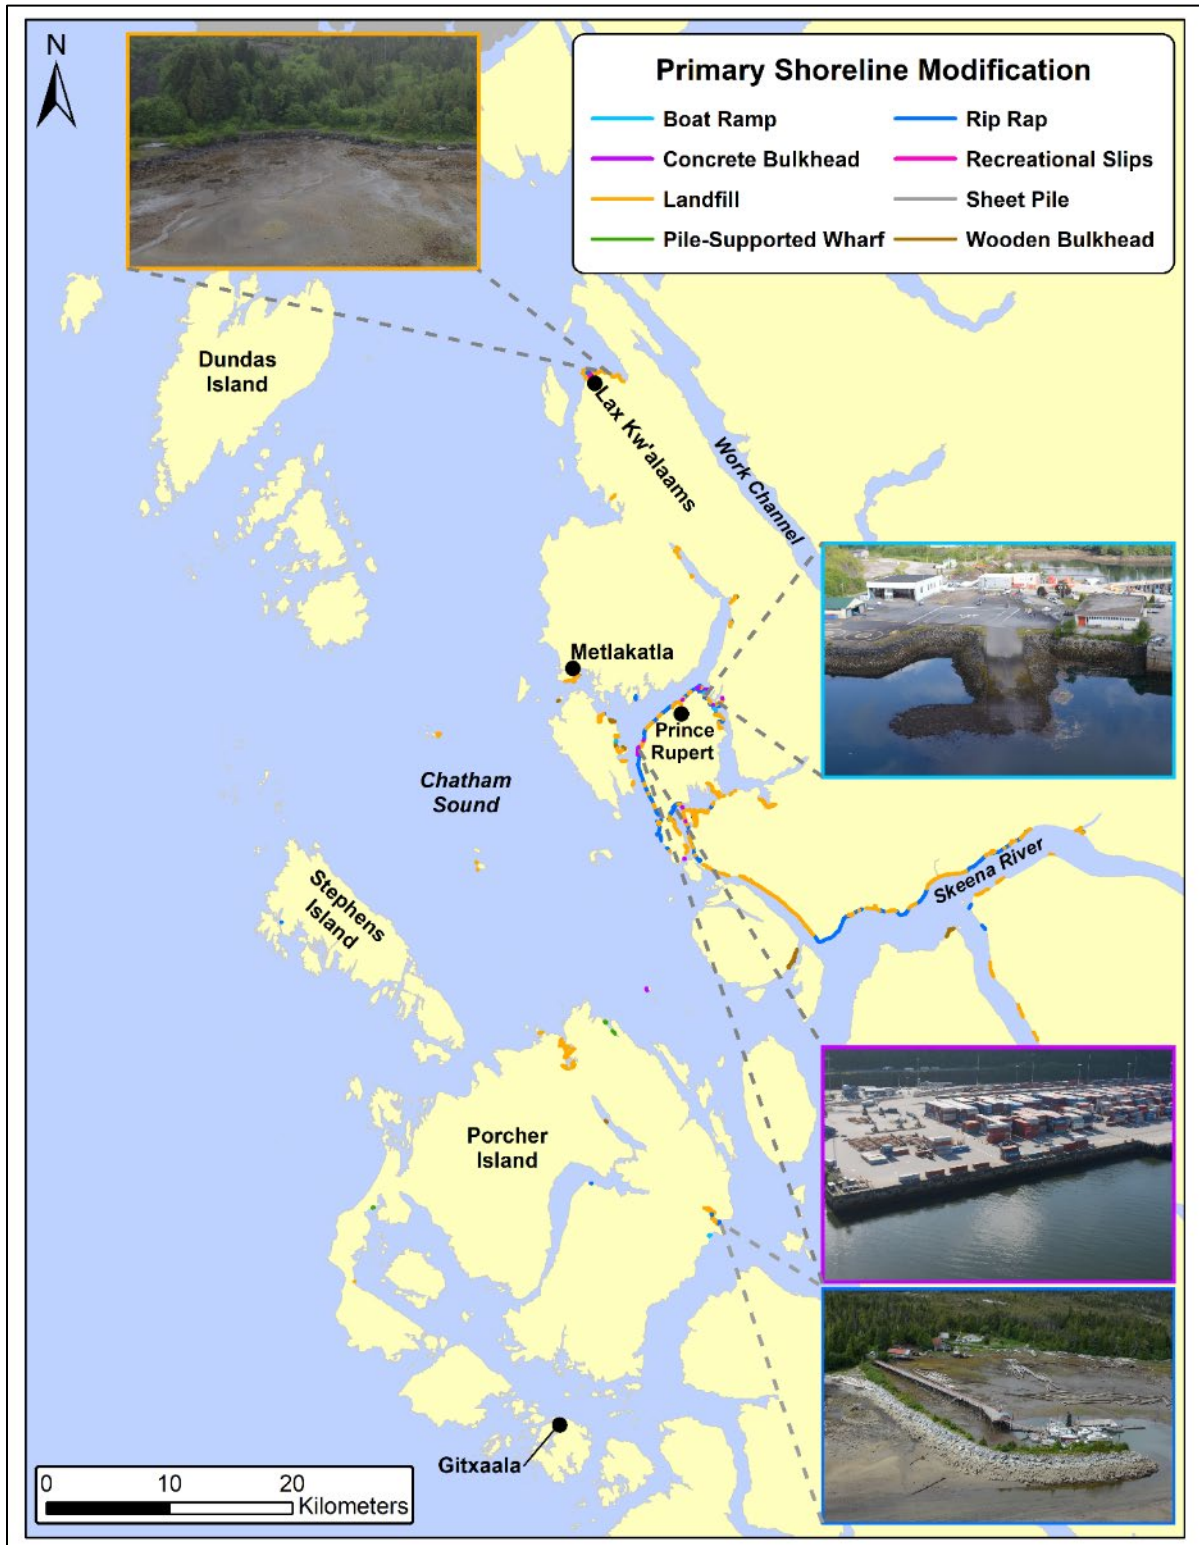 N
Primary Shoreline Modification
Boat Ramp
Rip Rap
Concrete Bulkhead
Recreational Slips
Landfill
Sheet Pile
Pile-Supported Wharf
Wooden Bulkhead
Dundas
Island
Lax Kw'alaams
Work Channel
Metlakatla
Prince
Rupert
Chatham
Sound
Skeena River
Stephens
Island
Porcher
Island
Gitxaala
0 10 20
Kilometers